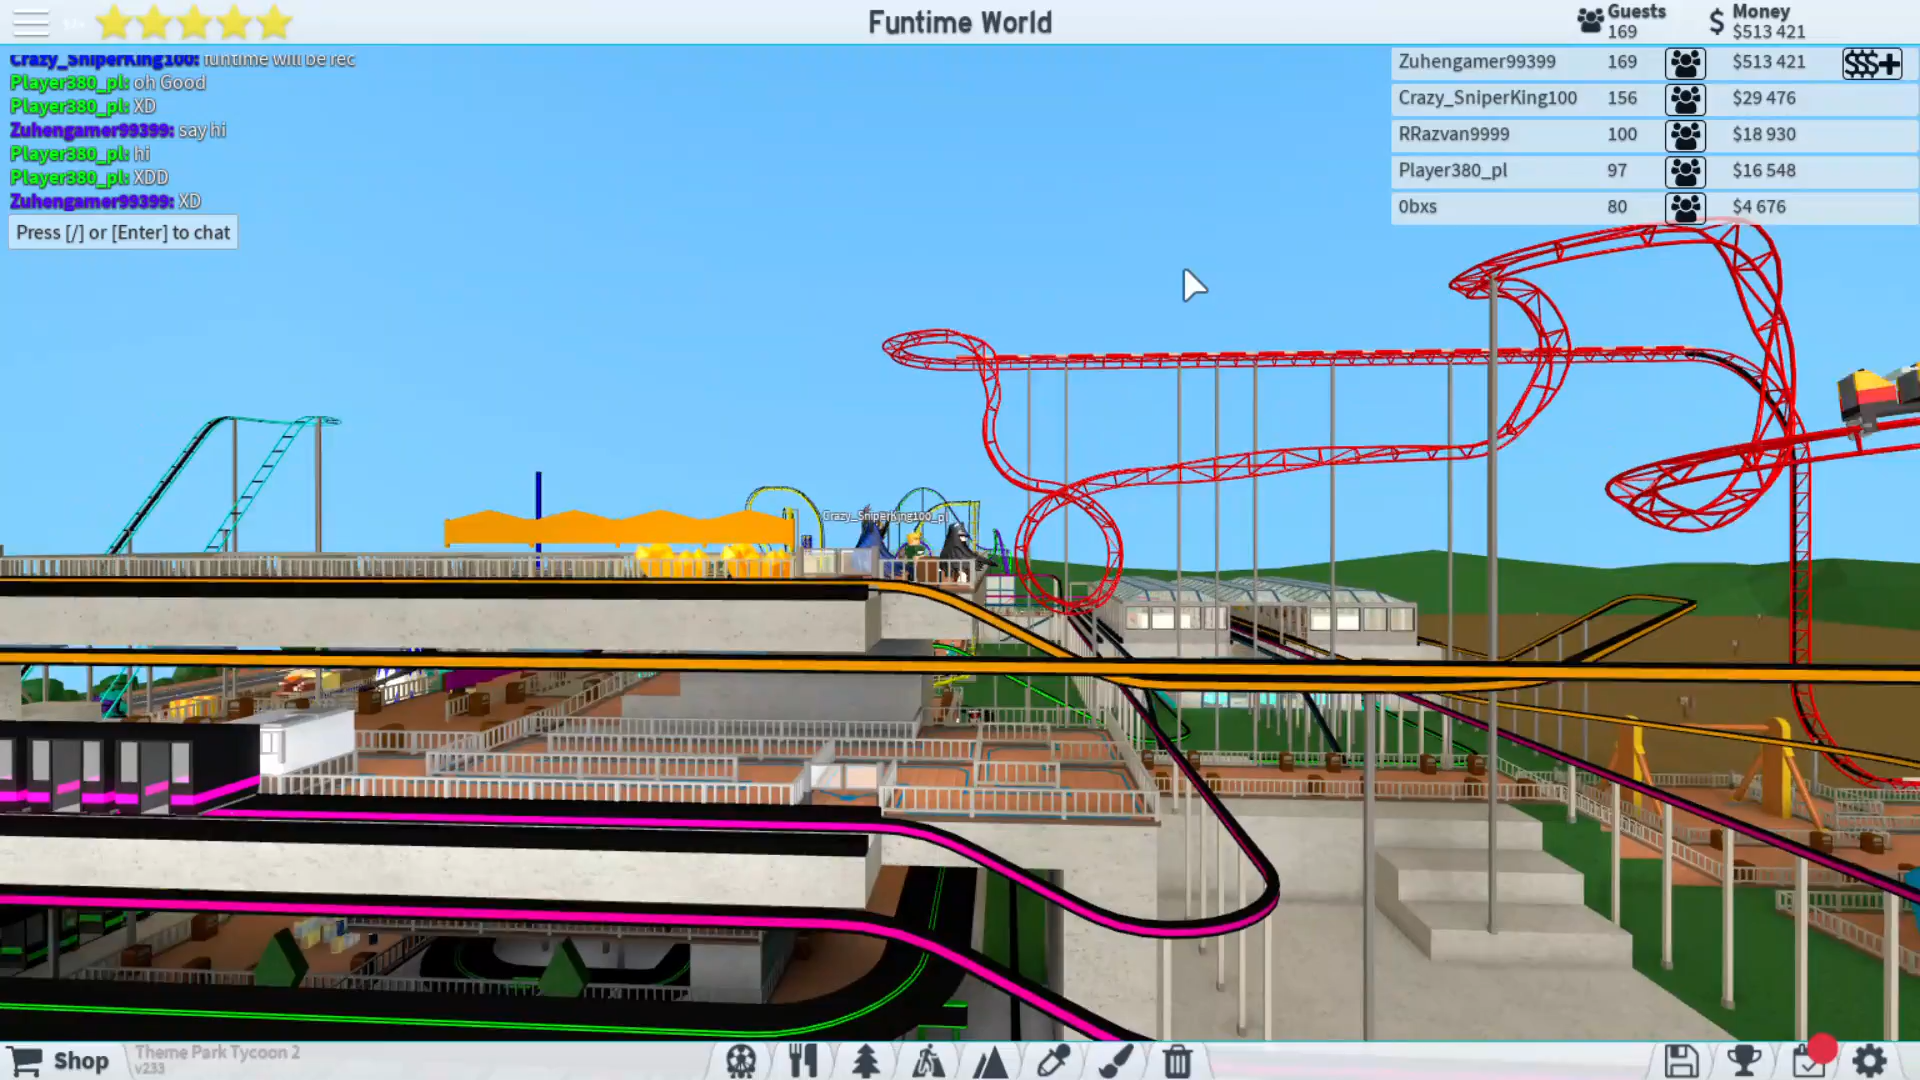 Funtime World
Guests
169
$ Money
$513 421
Crazy_SniperKing100: funtime will be rec
Player380_pl: oh Good
Player380_pl: XD
Zuhengamer99399: say hi
Player380_pl: hi
Player380_pl: XDD
Zuhengamer99399: XD
Press [/] or [Enter] to chat
Zuhengamer99399 169 $513 421 $$$+
Crazy_SniperKing100 156 $29 476
RRazvan9999 100 $18 930
Player380_pl 97 $16 548
0bxs 80 $4 676
Crazy_SniperKing100_pl
Shop
Theme Park Tycoon 2
v233